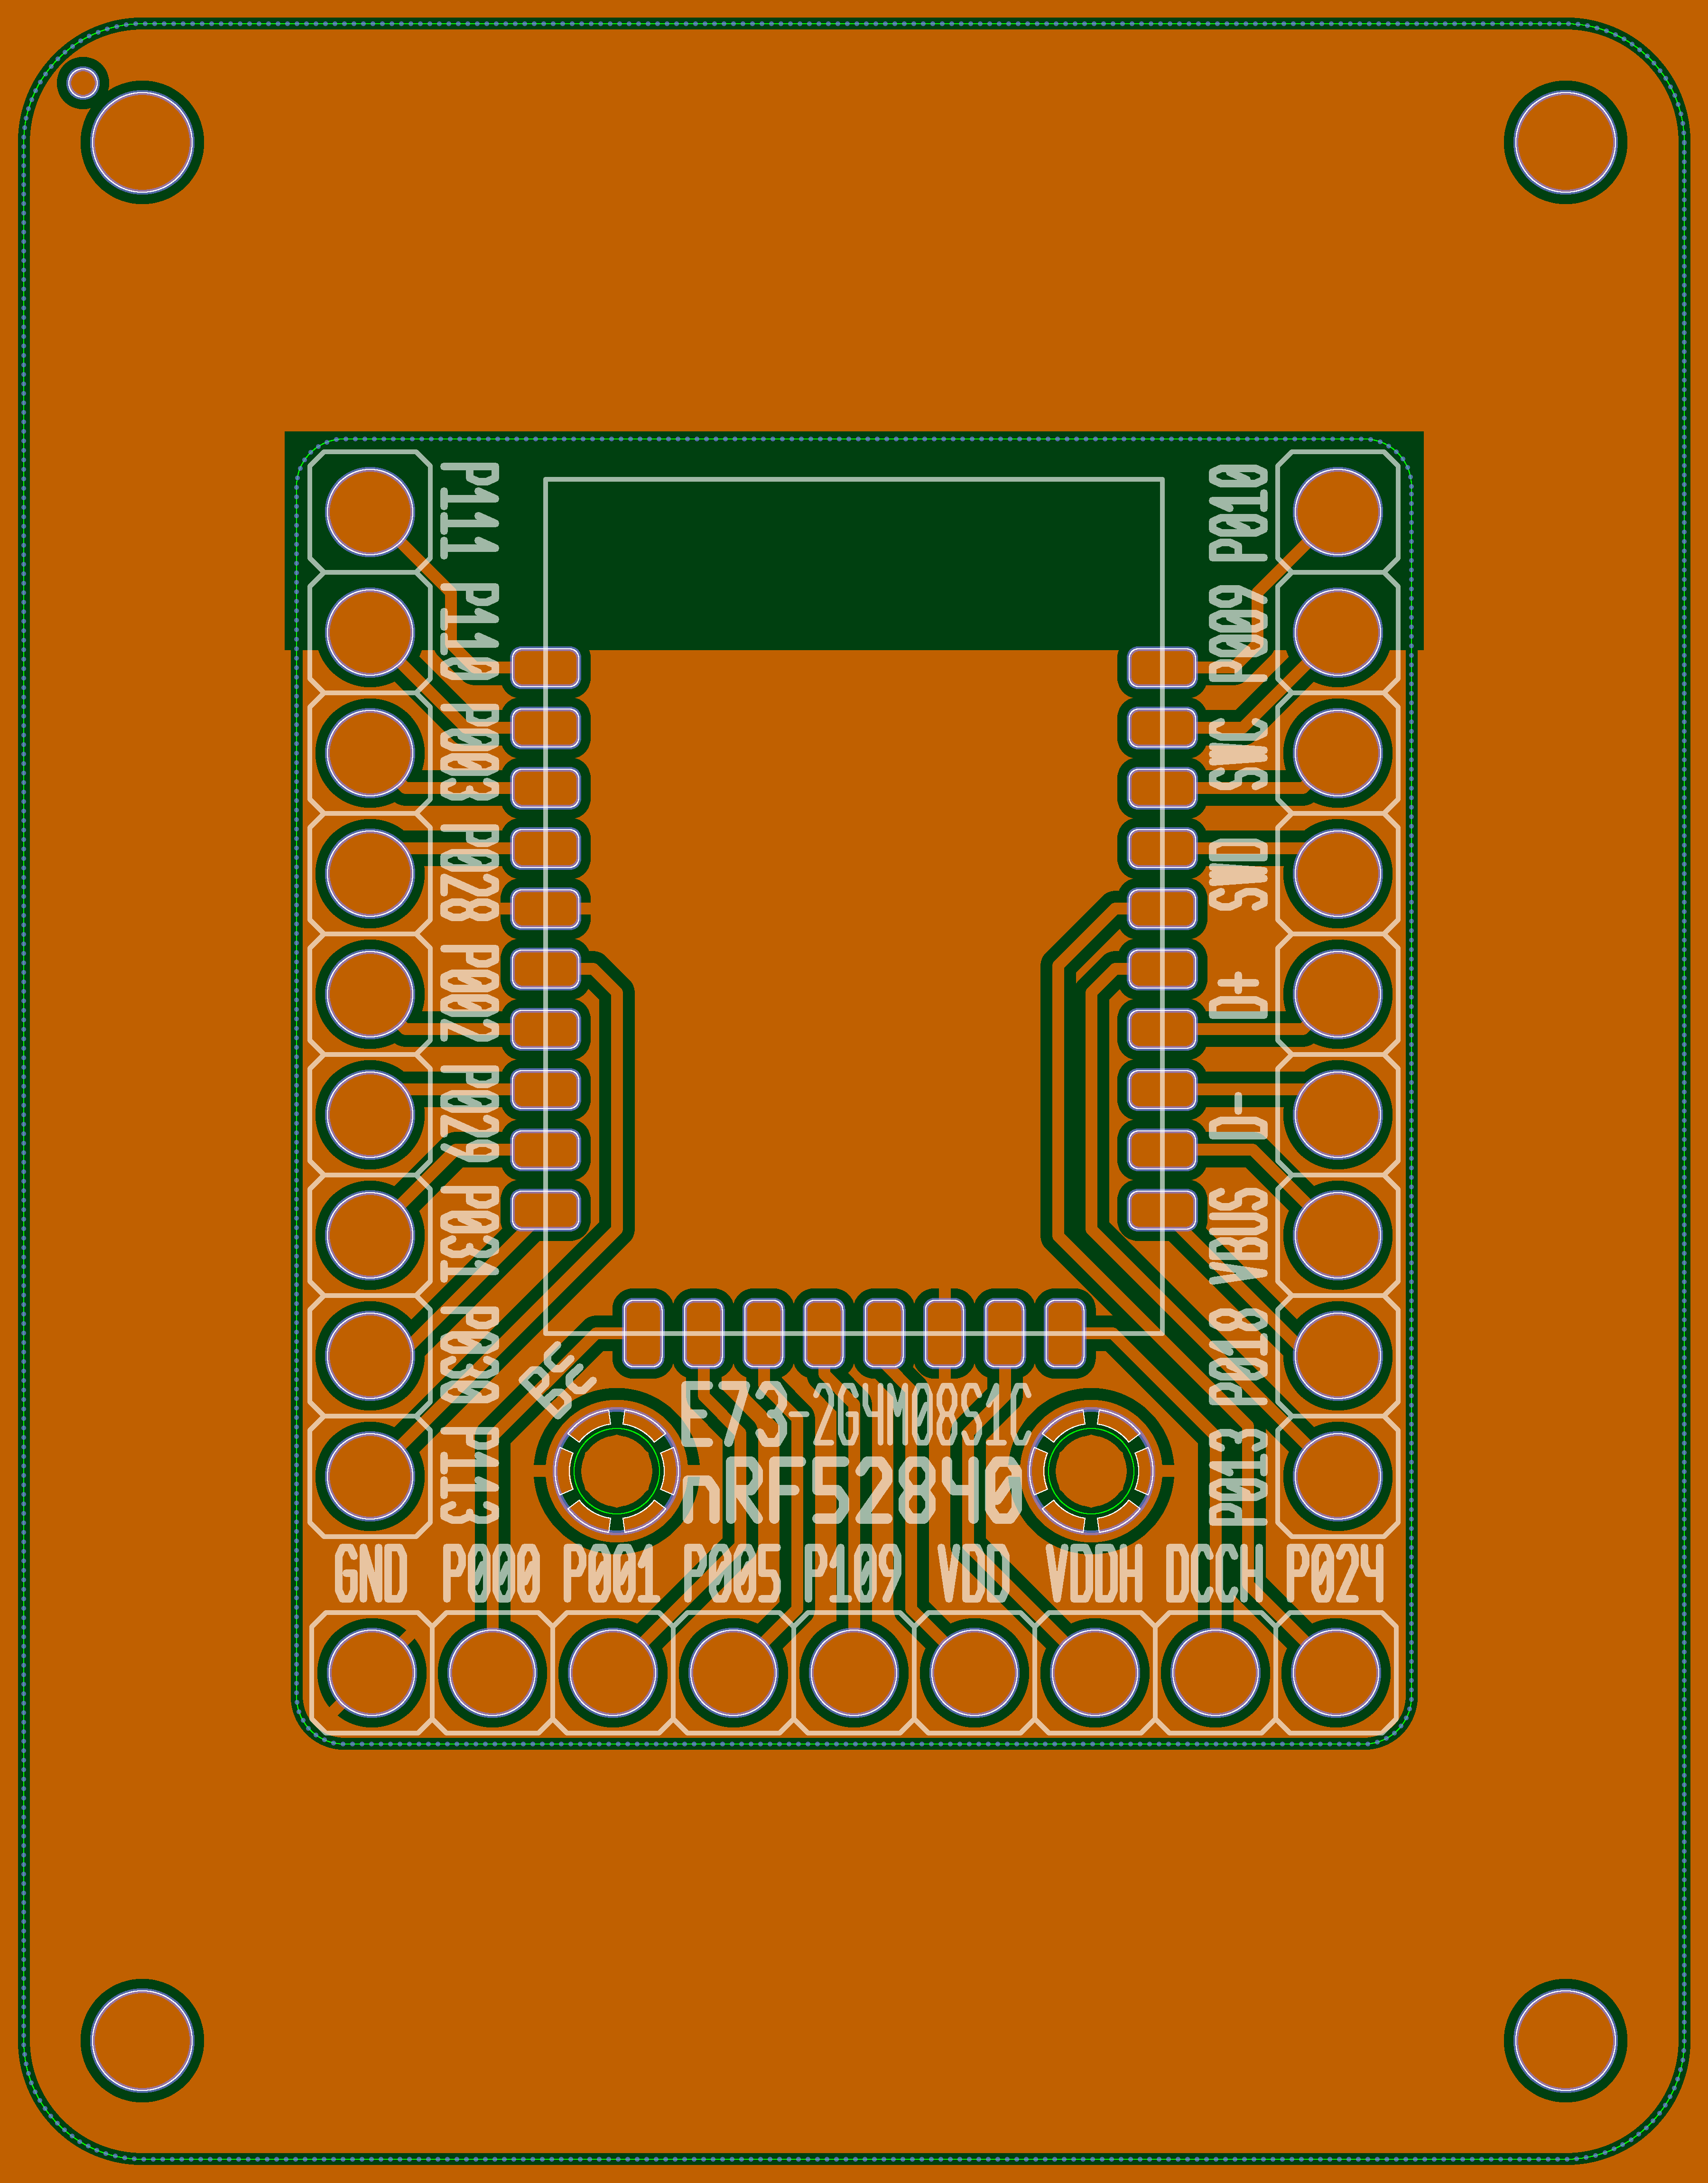 P111
P110
P003
P028
P002
P029
P031
P030
P113
P010
P009
SWC
SWD
D+
D-
VBUS
P018
P013
BC
E73-2G4M08S1C
nRF52840
GND P000 P001 P005 P109 VDD VDDH DCCH P024